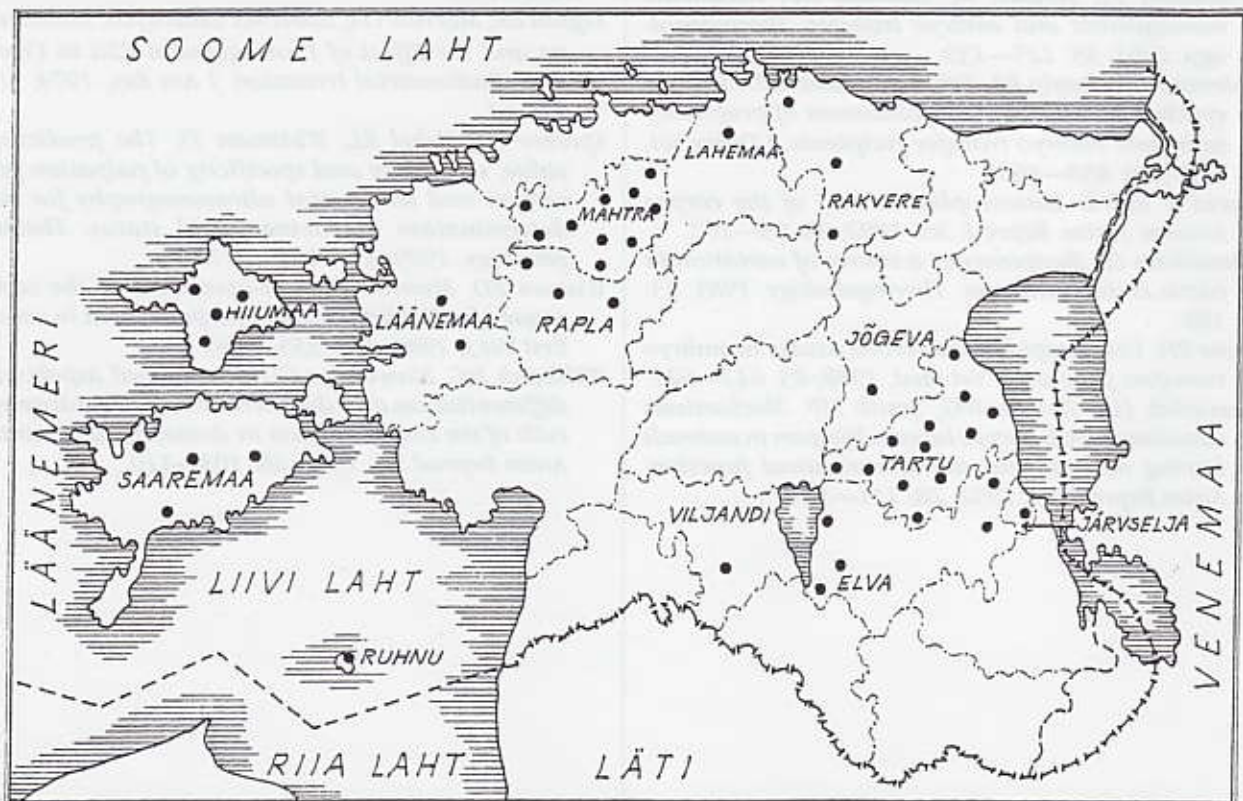 SOOME LAHT
LAHEMAA
RAKVERE
MAHTRA
HIIUMAA
LÄÄNEMAA
RAPLA
JÕGEVA
LÄÄNEMERI
SAAREMAA
TARTU
VILJANDI
JÄRVSELJA
ELVA
LIIVI LAHT
RUHNU
VENEMAA
RIIA LAHT
LÄTI